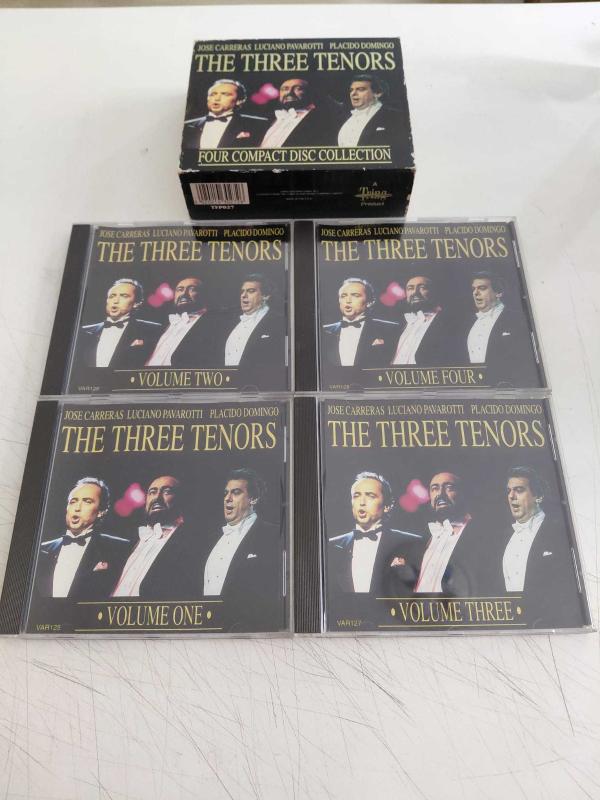 JOSE CARRERAS LUCIANO PAVAROTTI PLACIDO DOMINGO
THE THREE TENORS
FOUR COMPACT DISC COLLECTION
TFP027
A
Tring
Product
JOSE CARRERAS LUCIANO PAVAROTTI PLACIDO DOMINGO
THE THREE TENORS
VAR126
• VOLUME TWO •
JOSE CARRERAS LUCIANO PAVAROTTI PLACIDO DOMINGO
THE THREE TENORS
VAR128
• VOLUME FOUR •
JOSE CARRERAS LUCIANO PAVAROTTI PLACIDO DOMINGO
THE THREE TENORS
VAR125
• VOLUME ONE •
JOSE CARRERAS LUCIANO PAVAROTTI PLACIDO DOMINGO
THE THREE TENORS
VAR127
• VOLUME THREE •